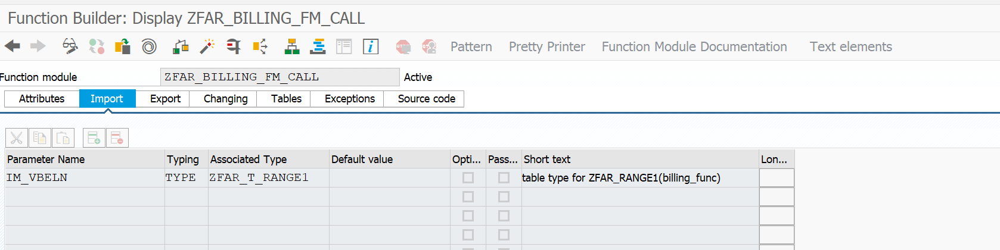 Function Builder: Display ZFAR_BILLING_FM_CALL
Pattern Pretty Printer Function Module Documentation Text elements
Function module ZFAR_BILLING_FM_CALL Active
Attributes Import Export Changing Tables Exceptions Source code
Parameter Name Typing Associated Type Default value Opti... Pass... Short text Lon...
IM_VBELN TYPE ZFAR_T_RANGE1 table type for ZFAR_RANGE1(billing_func)